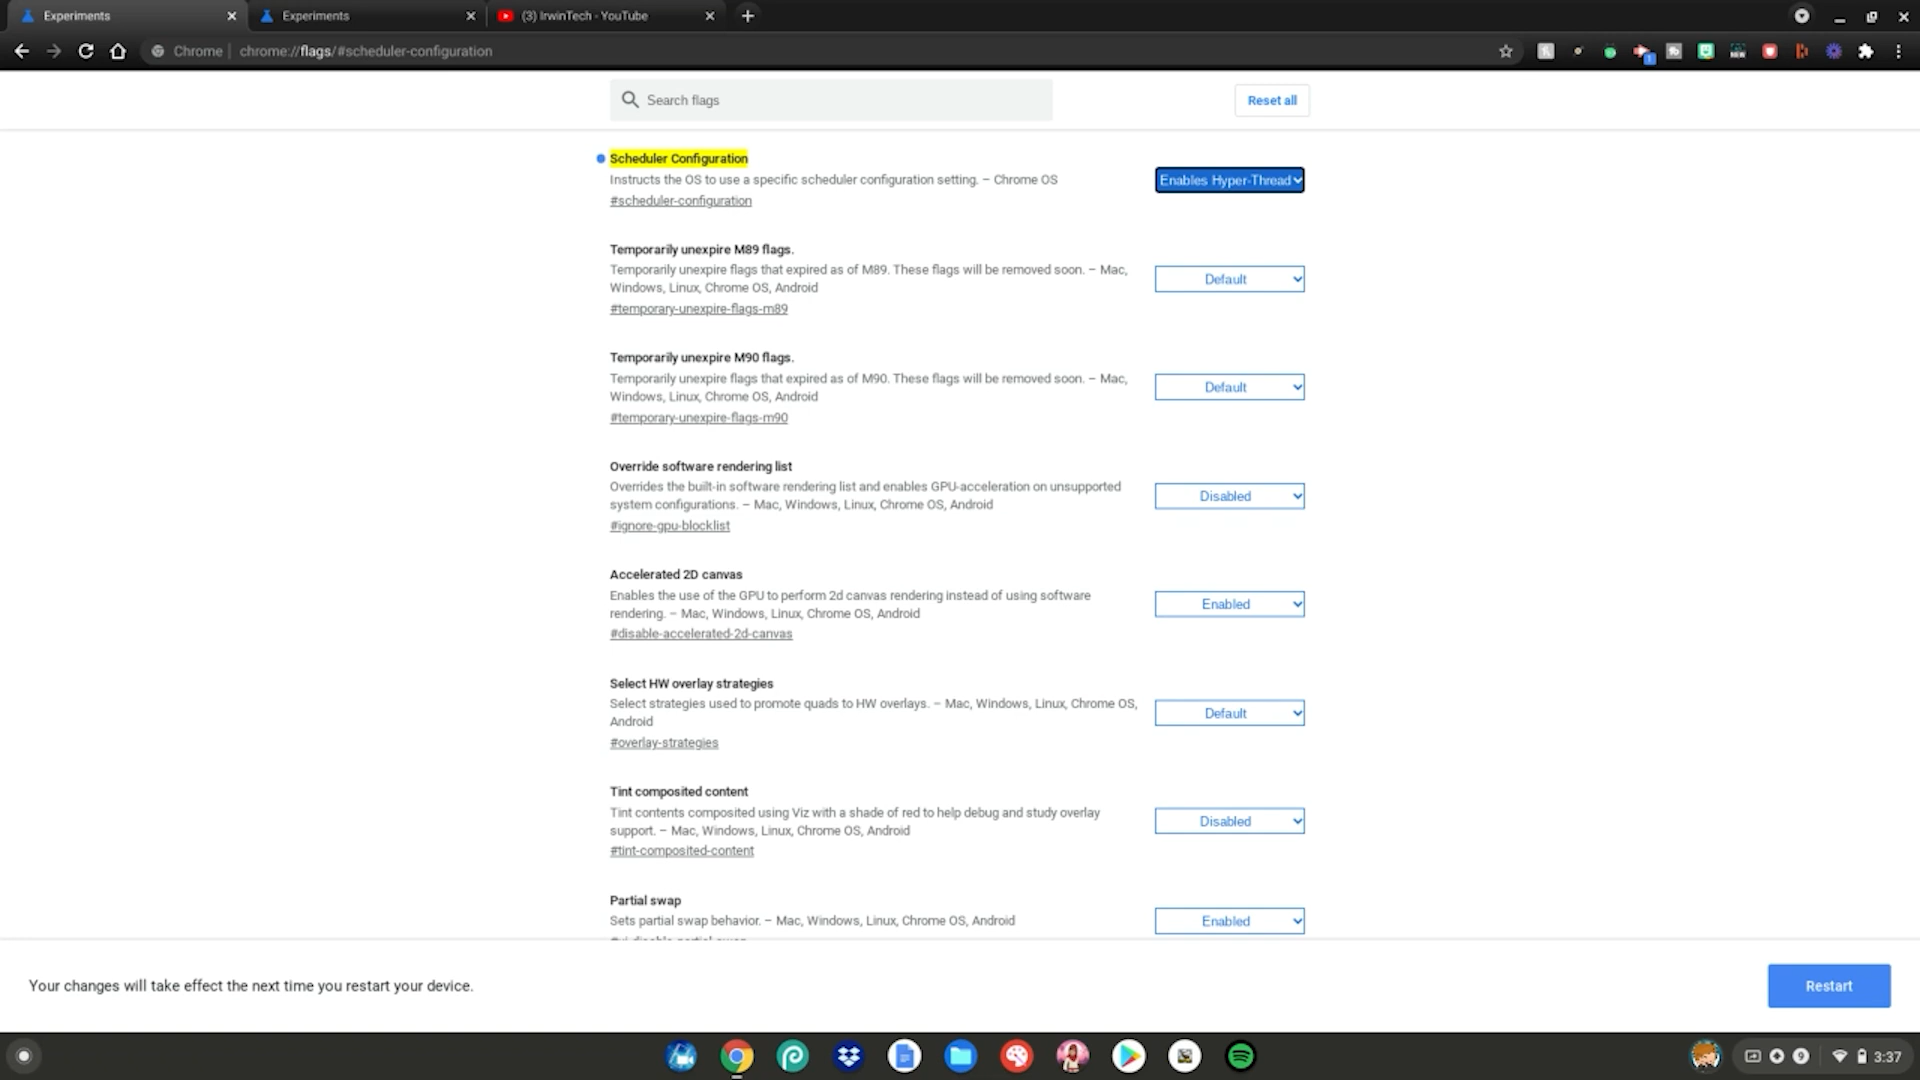 Experiments
Experiments
(3) IrwinTech - YouTube
Chrome | chrome://flags/#scheduler-configuration
Search flags
Reset all
Scheduler Configuration
Instructs the OS to use a specific scheduler configuration setting. – Chrome OS
#scheduler-configuration
Enables Hyper-Thread
Temporarily unexpire M89 flags.
Temporarily unexpire flags that expired as of M89. These flags will be removed soon. – Mac,
Windows, Linux, Chrome OS, Android
#temporary-unexpire-flags-m89
Default
Temporarily unexpire M90 flags.
Temporarily unexpire flags that expired as of M90. These flags will be removed soon. – Mac,
Windows, Linux, Chrome OS, Android
#temporary-unexpire-flags-m90
Default
Override software rendering list
Overrides the built-in software rendering list and enables GPU-acceleration on unsupported
system configurations. – Mac, Windows, Linux, Chrome OS, Android
#ignore-gpu-blocklist
Disabled
Accelerated 2D canvas
Enables the use of the GPU to perform 2d canvas rendering instead of using software
rendering. – Mac, Windows, Linux, Chrome OS, Android
#disable-accelerated-2d-canvas
Enabled
Select HW overlay strategies
Select strategies used to promote quads to HW overlays. – Mac, Windows, Linux, Chrome OS,
Android
#overlay-strategies
Default
Tint composited content
Tint contents composited using Viz with a shade of red to help debug and study overlay
support. – Mac, Windows, Linux, Chrome OS, Android
#tint-composited-content
Disabled
Partial swap
Sets partial swap behavior. – Mac, Windows, Linux, Chrome OS, Android
Enabled
Your changes will take effect the next time you restart your device.
Restart
9
3:37